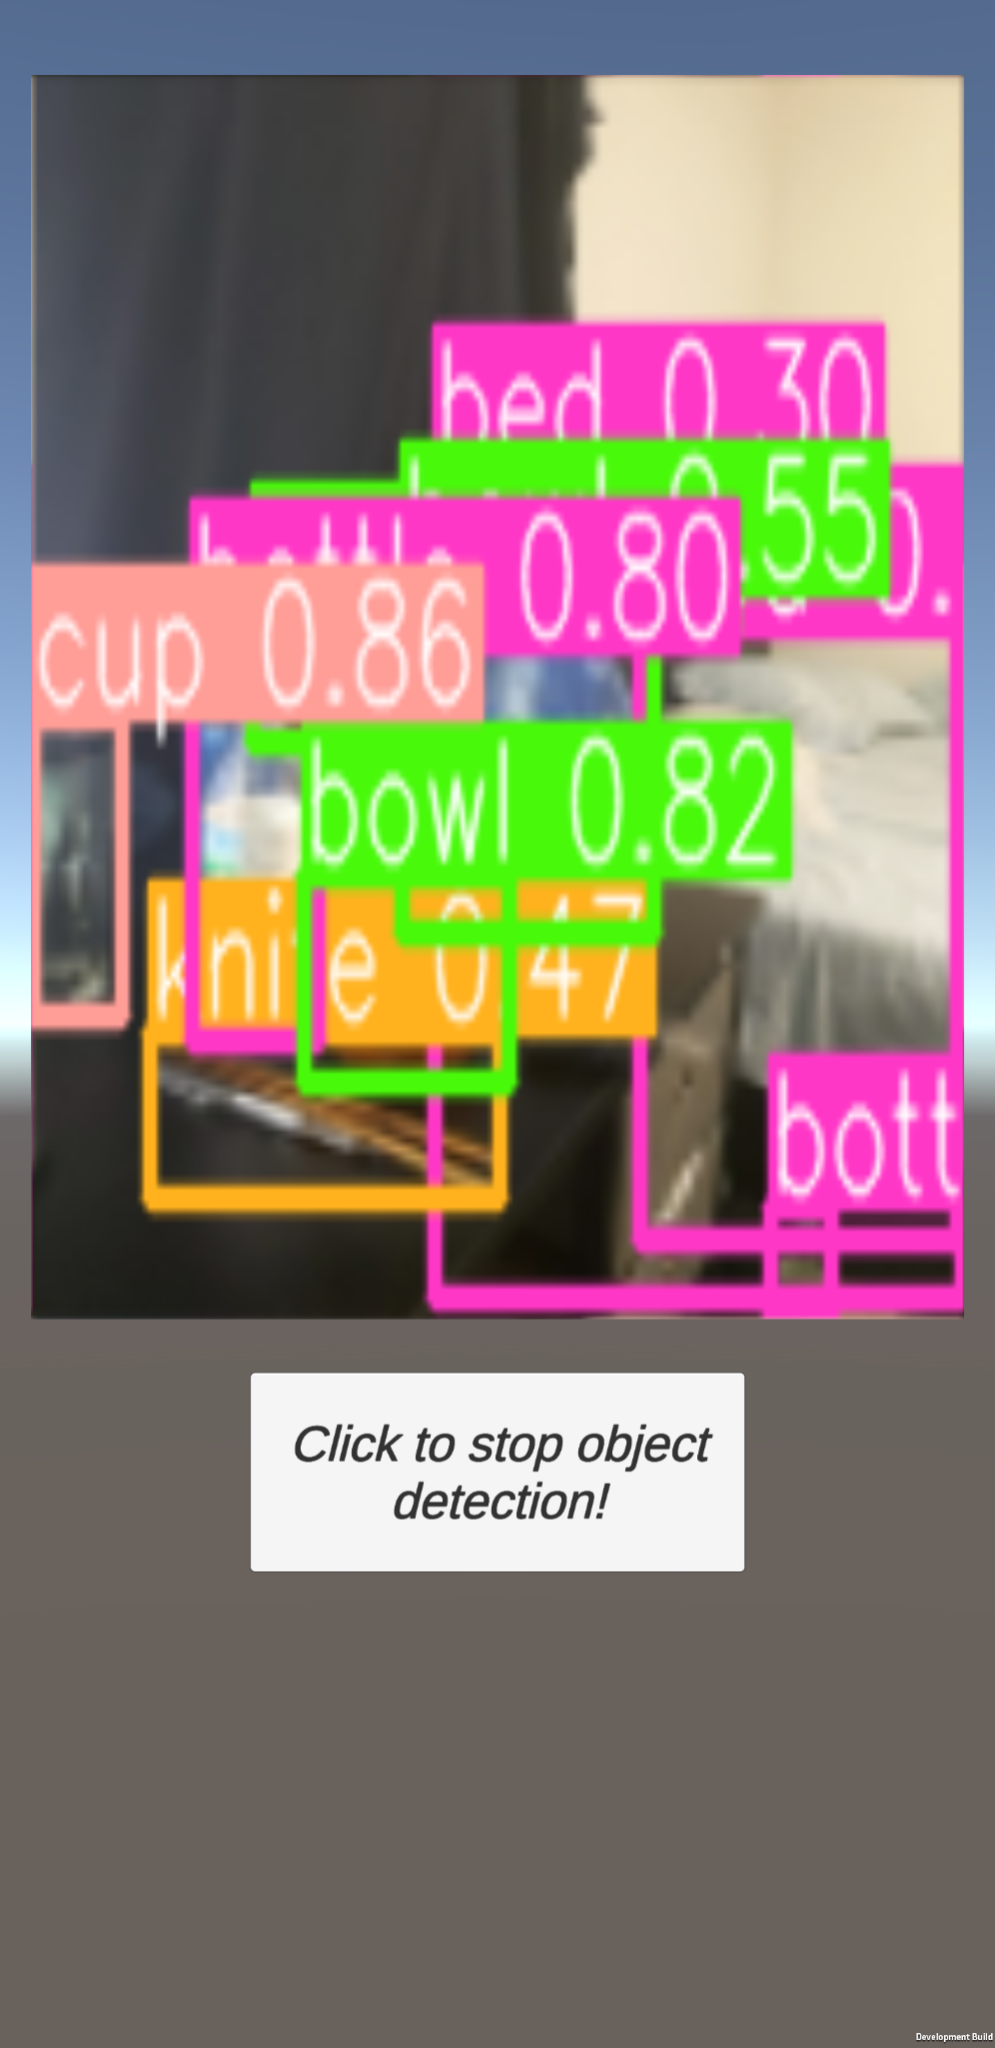 bed 0.30
.55
0.
0.80
cup 0.86
bowl 0.82
knife 0.47
bott
Click to stop object
detection!
Development Build